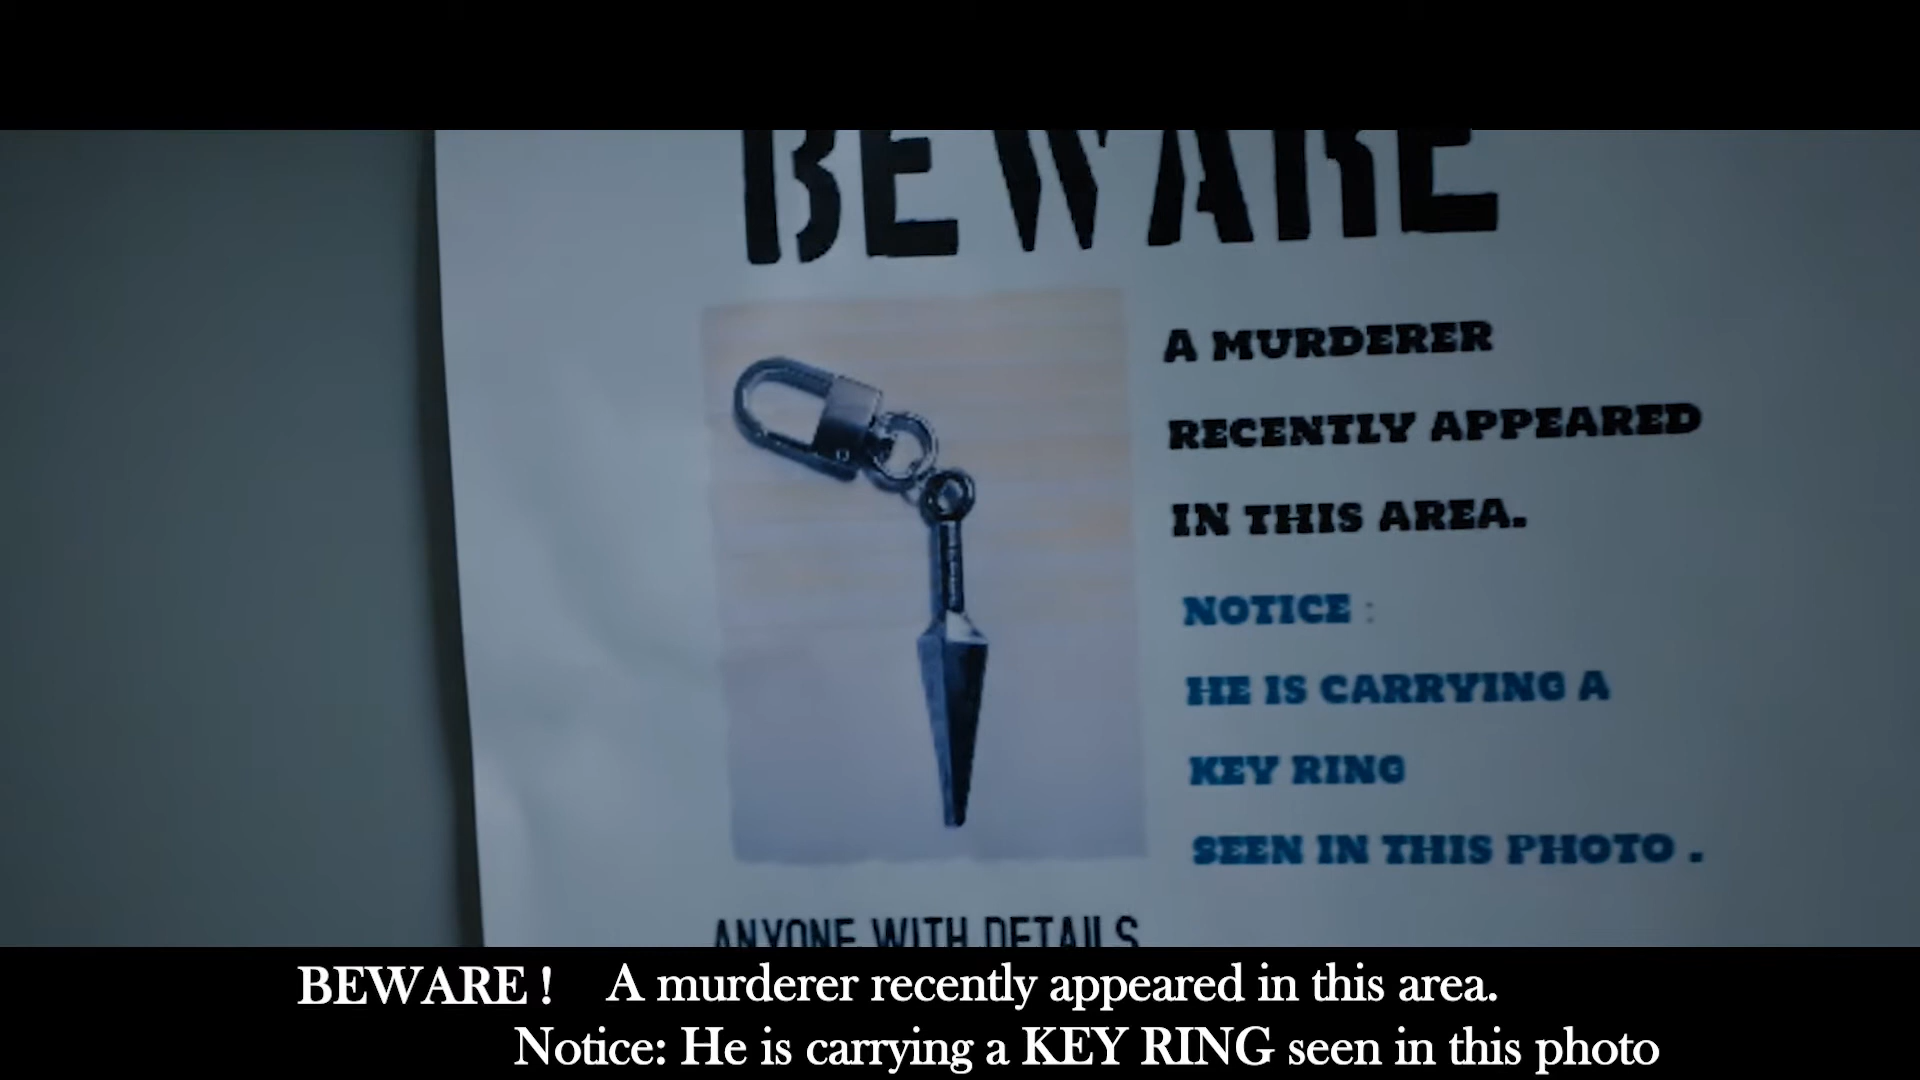 BEWARE
A MURDERER
RECENTLY APPEARED
IN THIS AREA.
NOTICE :
HE IS CARRYING A
KEY RING
SEEN IN THIS PHOTO .
ANYONE WITH DETAILS
BEWARE ! A murderer recently appeared in this area.
Notice: He is carrying a KEY RING seen in this photo